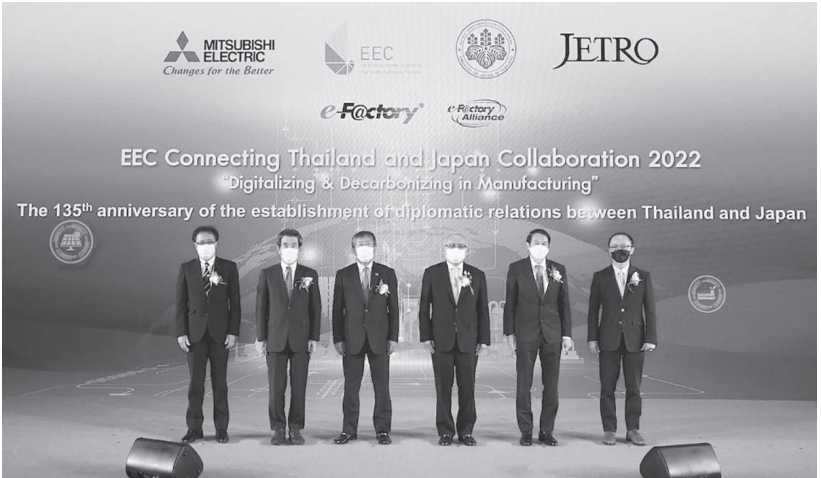 MITSUBISHI
ELECTRIC
Changes for the Better
EEC
JETRO
e-F@ctory
e-F@ctory
Alliance
EEC Connecting Thailand and Japan Collaboration 2022
"Digitalizing & Decarbonizing in Manufacturing"
The 135th anniversary of the establishment of diplomatic relations between Thailand and Japan